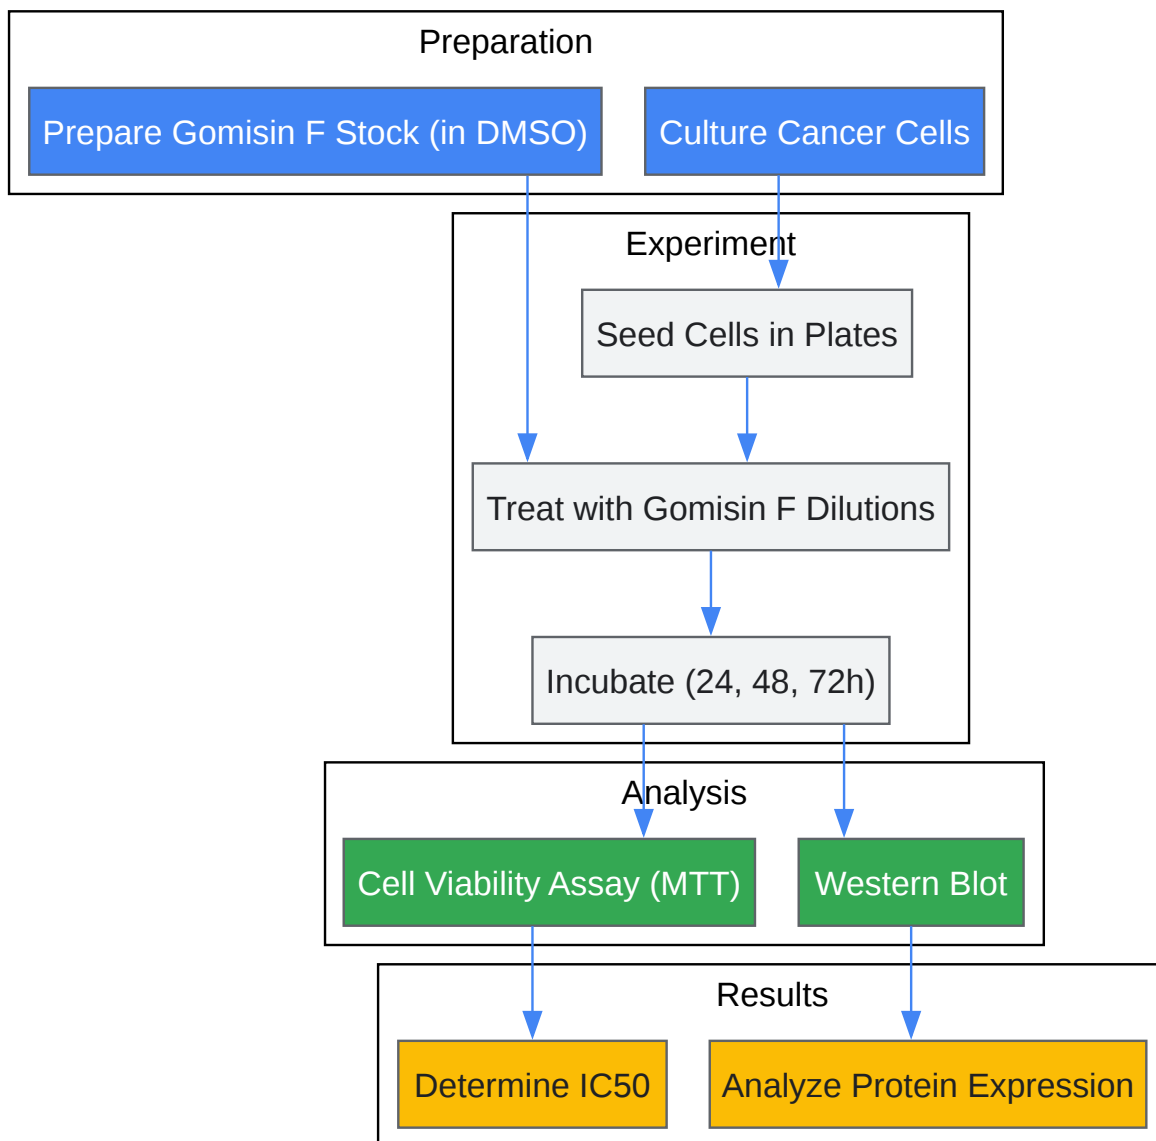 Preparation
Prepare Gomisin F Stock (in DMSO)
Culture Cancer Cells
Experiment
Seed Cells in Plates
Treat with Gomisin F Dilutions
Incubate (24, 48, 72h)
Analysis
Cell Viability Assay (MTT)
Western Blot
Results
Determine IC50
Analyze Protein Expression